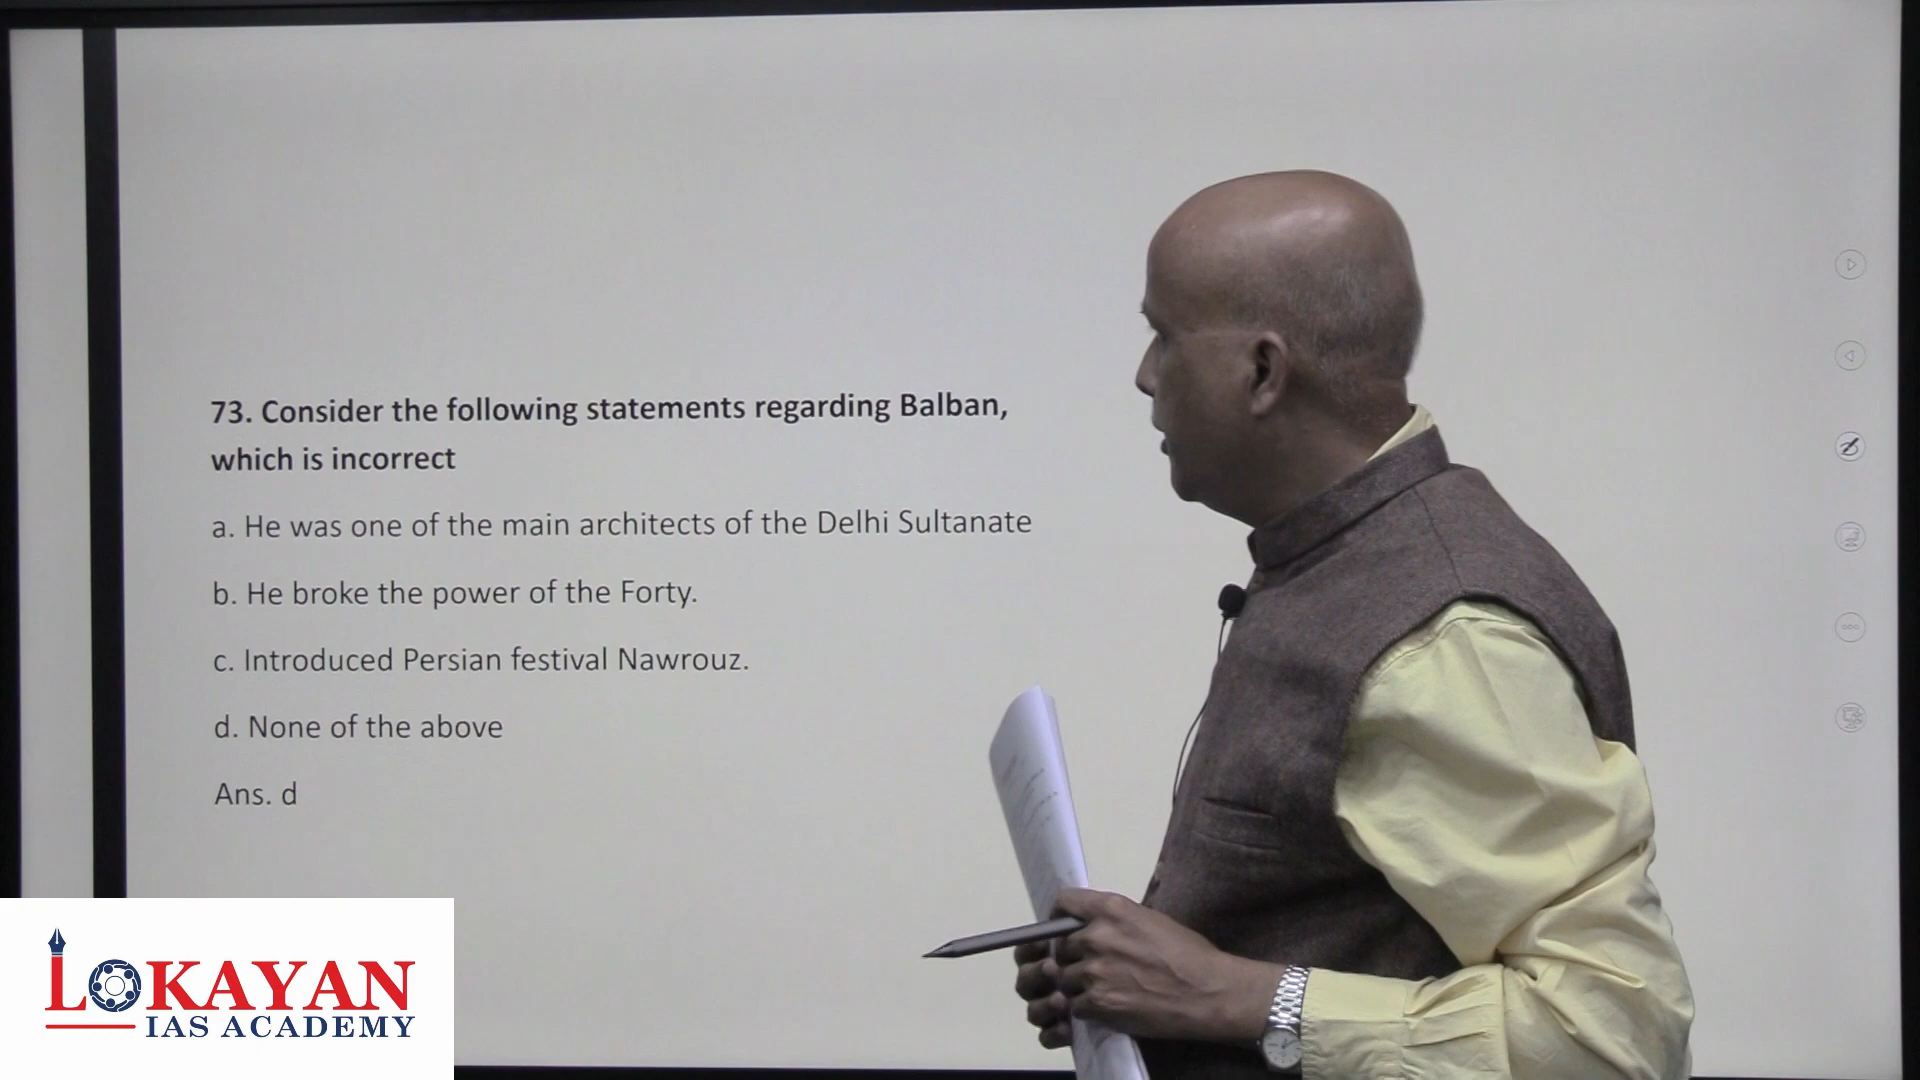 73. Consider the following statements regarding Balban,
which is incorrect
a. He was one of the main architects of the Delhi Sultanate
b. He broke the power of the Forty.
c. Introduced Persian festival Nawrouz.
d. None of the above
Ans. d
LOKAYAN
IAS ACADEMY